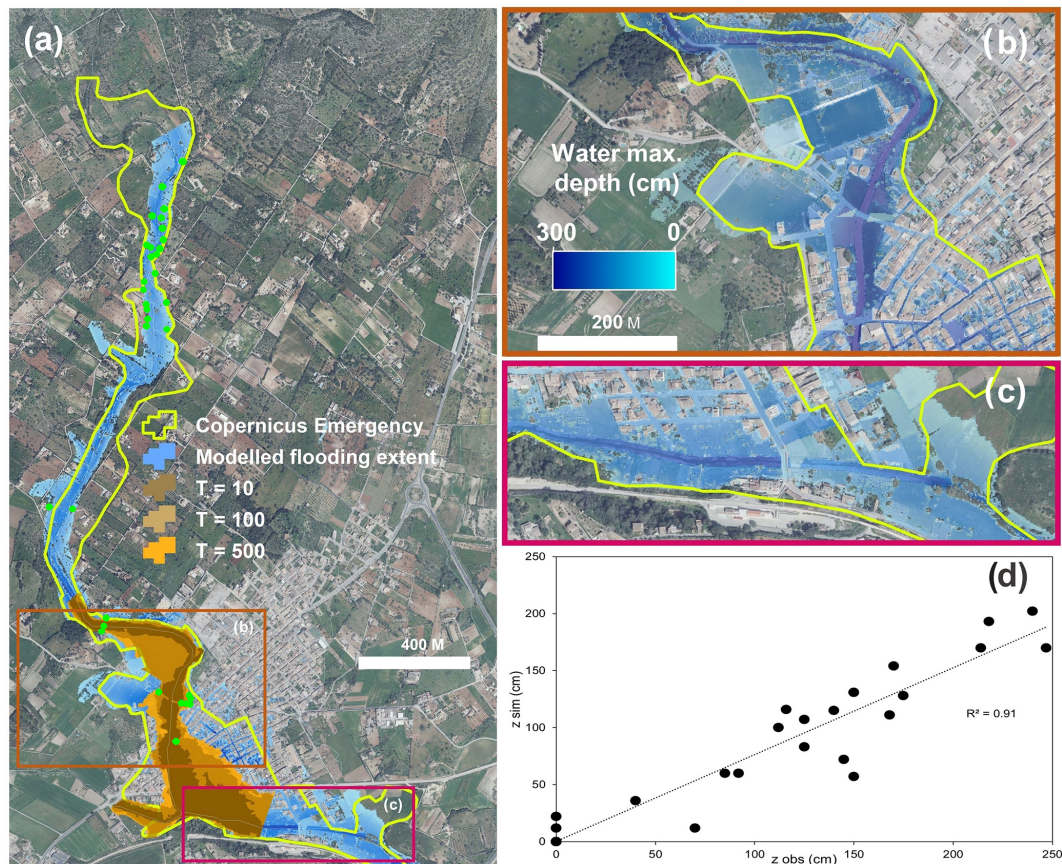 (a)
Copernicus Emergency
Modelled flooding extent
T = 10
T = 100
T = 500
400 M
(b)
(c)
(b)
Water max.
depth (cm)
300 0
200 M
(c)
(d)
250
200
150
100
50
0
z sim (cm)
R² = 0.91
0 50 100 150 200 250
z obs (cm)